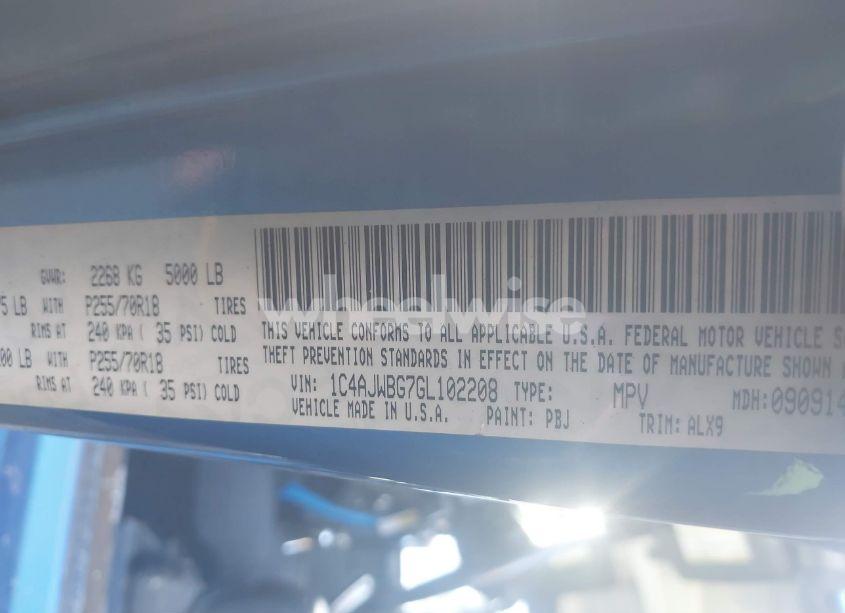 GVWR: 2268 KG 5000 LB
5 LB WITH P255/70R18 TIRES
RIMS AT 240 KPA ( 35 PSI) COLD
00 LB WITH P255/70R18 TIRES
RIMS AT 240 KPA ( 35 PSI) COLD
wheelwise
THIS VEHICLE CONFORMS TO ALL APPLICABLE U.S.A. FEDERAL MOTOR VEHICLE S
THEFT PREVENTION STANDARDS IN EFFECT ON THE DATE OF MANUFACTURE SHOWN
VIN: 1C4AJWBG7GL102208 TYPE: MPV MDH: 090914
VEHICLE MADE IN U.S.A. PAINT: PBJ TRIM: ALX9